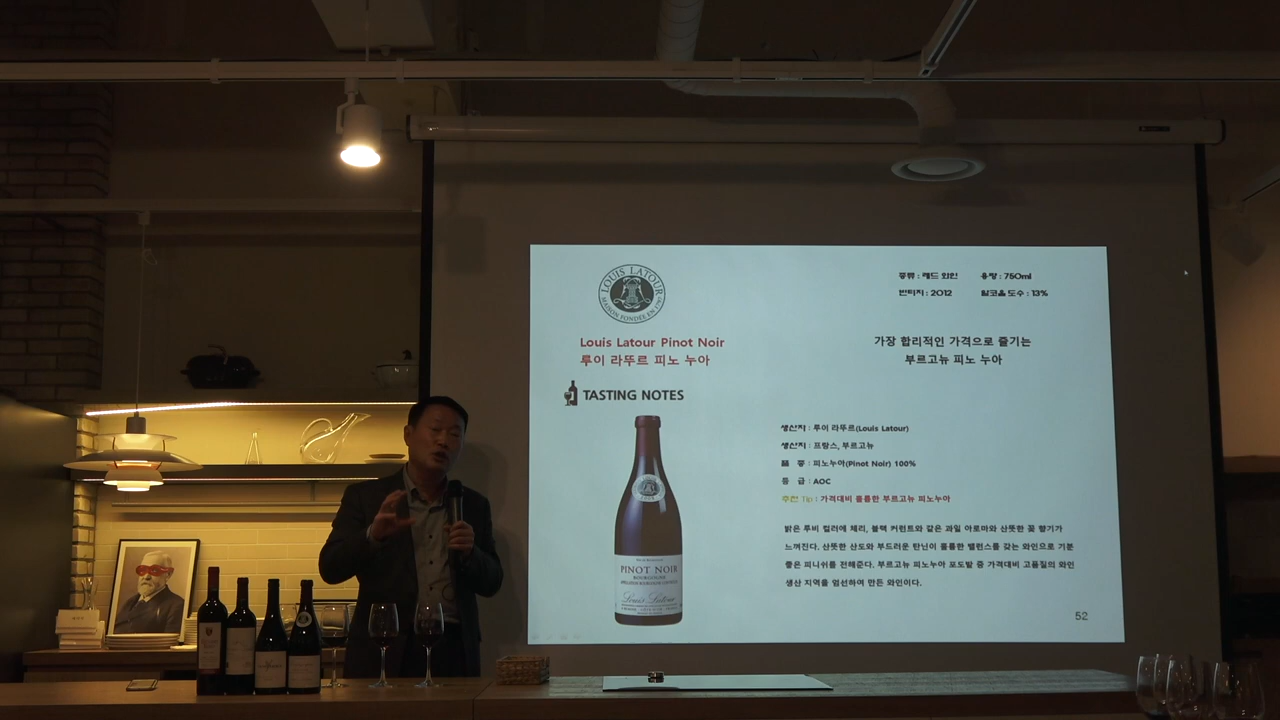 LOUIS LATOUR
MAISON FONDÉE EN 1797
종류 : 레드 와인 용량 : 750ml
빈티지 : 2012 알코올 도수 : 13%
Louis Latour Pinot Noir
루이 라뚜르 피노 누아
가장 합리적인 가격으로 즐기는
부르고뉴 피노 누아
TASTING NOTES
생산자 : 루이 라뚜르(Louis Latour)
생산지 : 프랑스, 부르고뉴
품 종 : 피노누아(Pinot Noir) 100%
등 급 : AOC
추천 Tip : 가격대비 훌륭한 부르고뉴 피노누아
밝은 루비 컬러에 체리, 블랙 커런트와 같은 과일 아로마와 산뜻한 꽃 향기가
느껴진다. 산뜻한 산도와 부드러운 탄닌이 훌륭한 밸런스를 갖는 와인으로 기분
좋은 피니쉬를 전해준다. 부르고뉴 피노누아 포도밭 중 가격대비 고품질의 와인
생산 지역을 엄선하여 만든 와인이다.
PINOT NOIR
BOURGOGNE
Louis Latour
52